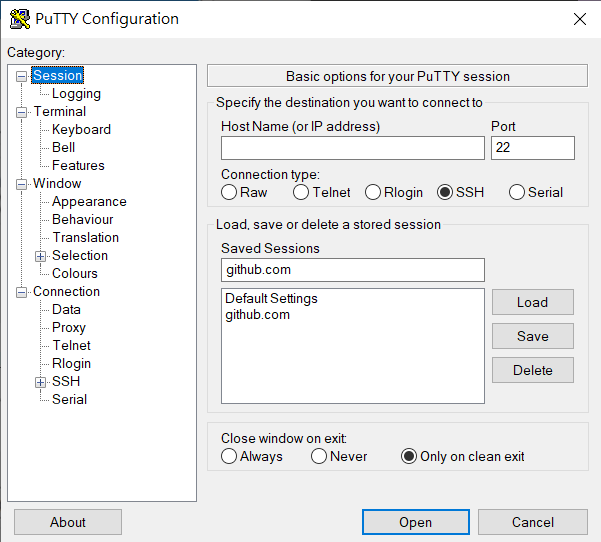 PuTTY Configuration
Category:
Session
Logging
Terminal
Keyboard
Bell
Features
Window
Appearance
Behaviour
Translation
Selection
Colours
Connection
Data
Proxy
Telnet
Rlogin
SSH
Serial
Basic options for your PuTTY session
Specify the destination you want to connect to
Host Name (or IP address) Port
22
Connection type:
Raw Telnet Rlogin SSH Serial
Load, save or delete a stored session
Saved Sessions
github.com
Default Settings
github.com
Load
Save
Delete
Close window on exit:
Always Never Only on clean exit
About Open Cancel